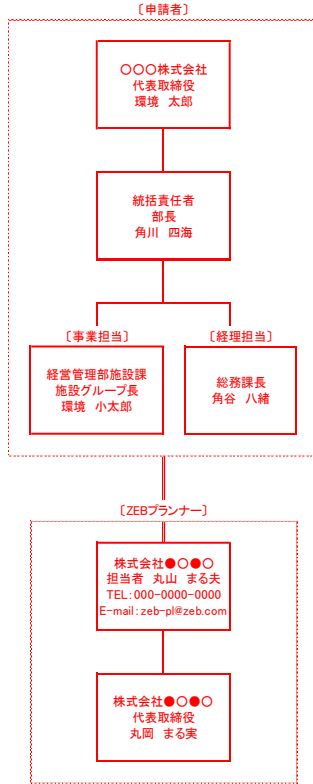 〔申請者〕
〇〇〇株式会社
代表取締役
環境　太郎
統括責任者
部長
角川　四海
〔事業担当〕
経営管理部施設課
施設グループ長
環境　小太郎
〔経理担当〕
総務課長
角谷　八緒
〔ZEBプランナー〕
株式会社●〇●〇
担当者　丸山　まる夫
TEL：000-0000-0000
E-mail：zeb-pl@zeb.com
株式会社●〇●〇
代表取締役
丸岡　まる実